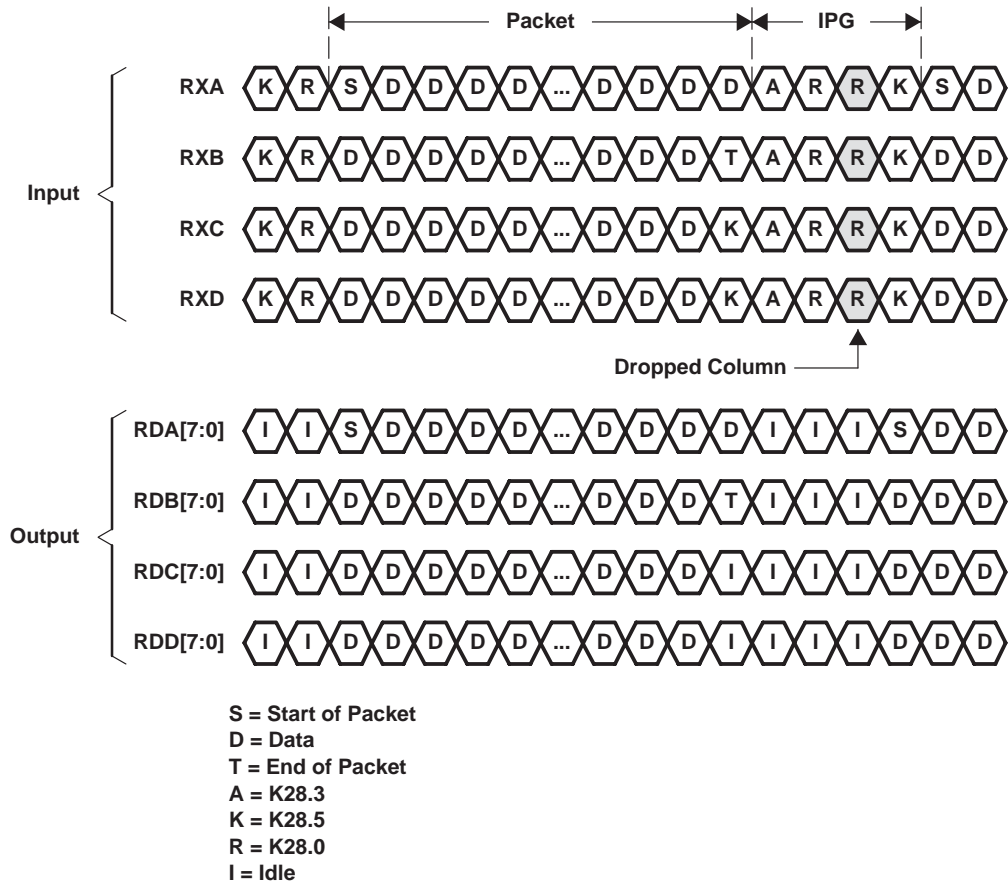 Packet IPG
RXA K R S D D D D ... D D D D A R R K S D
RXB K R D D D D D ... D D D T A R R K D D
Input
RXC K R D D D D D ... D D D K A R R K D D
RXD K R D D D D D ... D D D K A R R K D D
Dropped Column
RDA[7:0] I I S D D D D ... D D D D I I I S D D
RDB[7:0] I I D D D D D ... D D D T I I I D D D
Output
RDC[7:0] I I D D D D D ... D D D I I I I D D D
RDD[7:0] I I D D D D D ... D D D I I I I D D D
S = Start of Packet
D = Data
T = End of Packet
A = K28.3
K = K28.5
R = K28.0
I = Idle